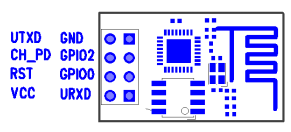 UTXD GND
CH_PD GPIO2
RST GPIO0
VCC URXD